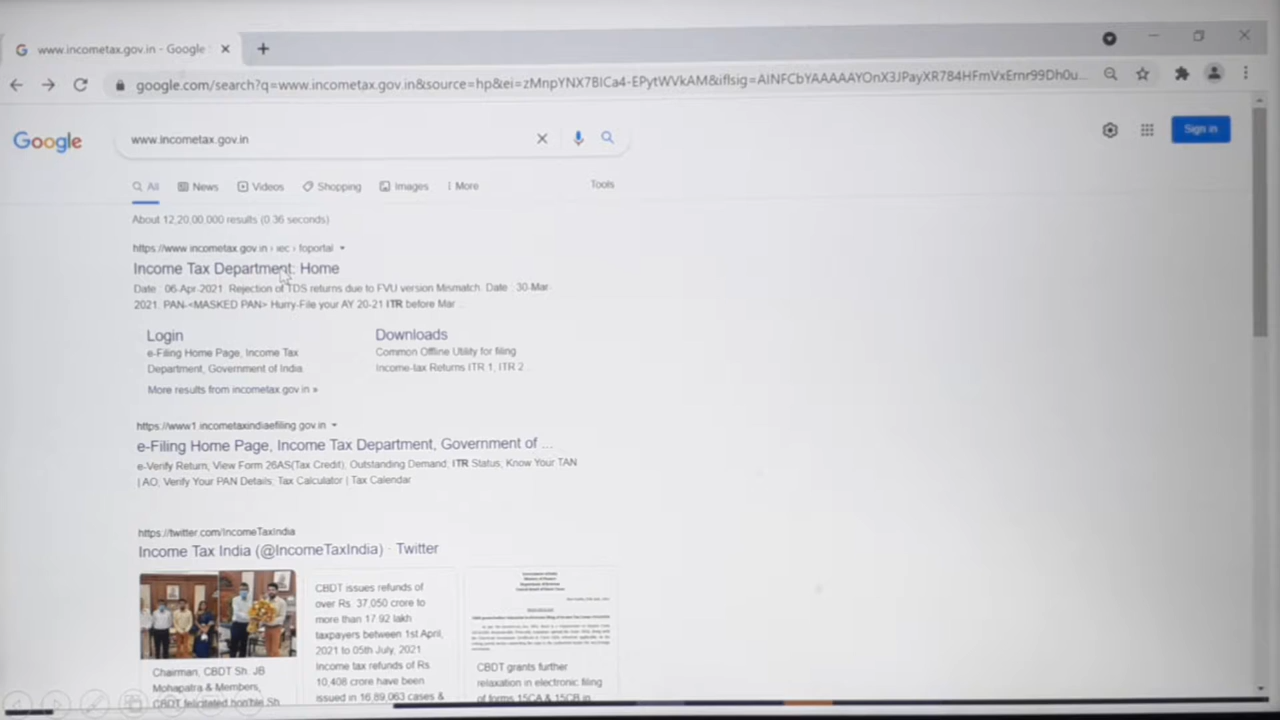 www.incometax.gov.in - Google
google.com/search?q=www.incometax.gov.in&source=hp&ei=
Google
www.incometax.gov.in
Sign in
All News Videos Shopping Images More Tools
About 12,20,00,000 results (0.36 seconds)
https://www.incometax.gov.in › iec › foportal
Income Tax Department: Home
Date : 06-Apr-2021. Rejection of TDS returns due to FVU version Mismatch. Date : 30-Mar-
2021. PAN-<MASKED PAN> Hurry-File your AY 20-21 ITR before Mar ...
Login Downloads
e-Filing Home Page, Income Tax Common Offline Utility for filing
Department, Government of India Income-tax Returns ITR 1, ITR 2 ...
More results from incometax.gov.in »
https://www1.incometaxindiaefiling.gov.in
e-Filing Home Page, Income Tax Department, Government of ...
e-Verify Return, View Form 26AS(Tax Credit), Outstanding Demand, ITR Status, Know Your TAN
| AO, Verify Your PAN Details, Tax Calculator | Tax Calendar
https://twitter.com/IncomeTaxIndia
Income Tax India (@IncomeTaxIndia) · Twitter
Chairman, CBDT Sh. JB
Mohapatra & Members,
CBDT felicitated hon'ble Sh.
CBDT issues refunds of
over Rs. 37,050 crore to
more than 17.92 lakh
taxpayers between 1st April,
2021 to 05th July, 2021
Income tax refunds of Rs.
10,408 crore have been
issued in 16,89,063 cases &
CBDT grants further
relaxation in electronic filing
of forms 15CA & 15CB in